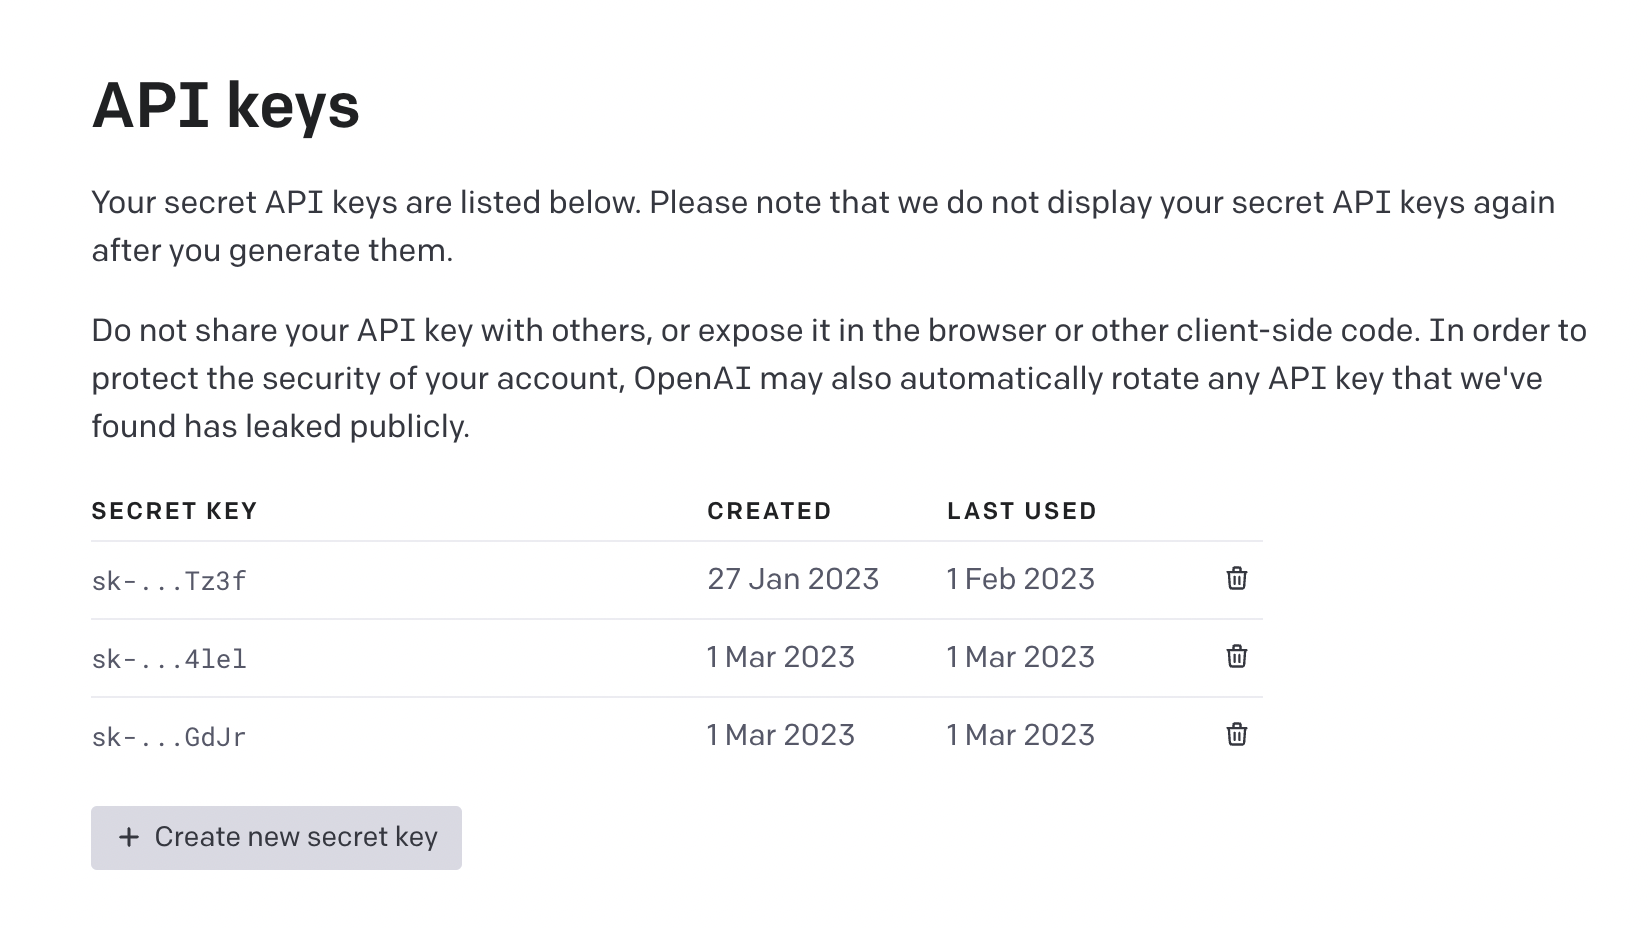 API keys
Your secret API keys are listed below. Please note that we do not display your secret API keys again
after you generate them.
Do not share your API key with others, or expose it in the browser or other client-side code. In order to
protect the security of your account, OpenAI may also automatically rotate any API key that we've
found has leaked publicly.
SECRET KEY CREATED LAST USED
sk-...Tz3f 27 Jan 2023 1 Feb 2023
sk-...4lel 1 Mar 2023 1 Mar 2023
sk-...GdJr 1 Mar 2023 1 Mar 2023
+ Create new secret key